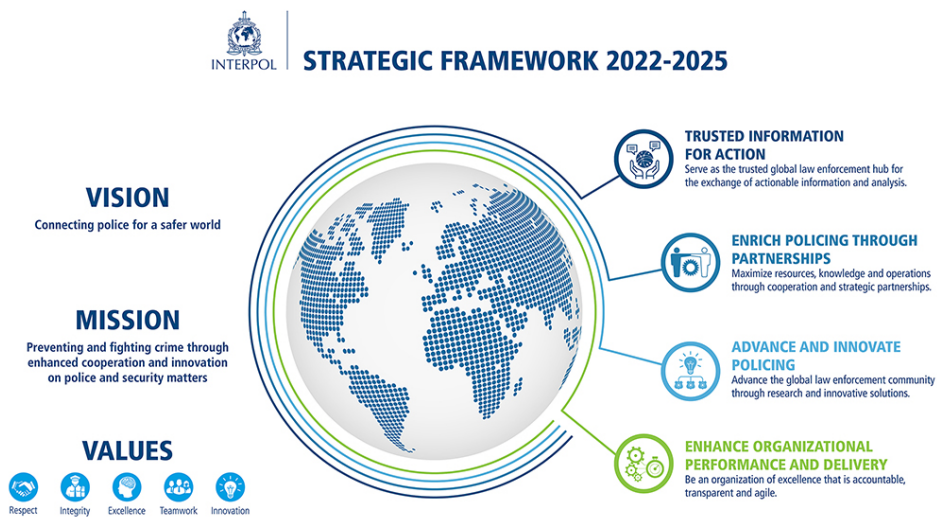 INTERPOL
STRATEGIC FRAMEWORK 2022-2025
VISION
Connecting police for a safer world
MISSION
Preventing and fighting crime through
enhanced cooperation and innovation
on police and security matters
VALUES
Respect
Integrity
Excellence
Teamwork
Innovation
TRUSTED INFORMATION
FOR ACTION
Serve as the trusted global law enforcement hub for
the exchange of actionable information and analysis.
ENRICH POLICING THROUGH
PARTNERSHIPS
Maximize resources, knowledge and operations
through cooperation and strategic partnerships.
ADVANCE AND INNOVATE
POLICING
Advance the global law enforcement community
through research and innovative solutions.
ENHANCE ORGANIZATIONAL
PERFORMANCE AND DELIVERY
Be an organization of excellence that is accountable,
transparent and agile.